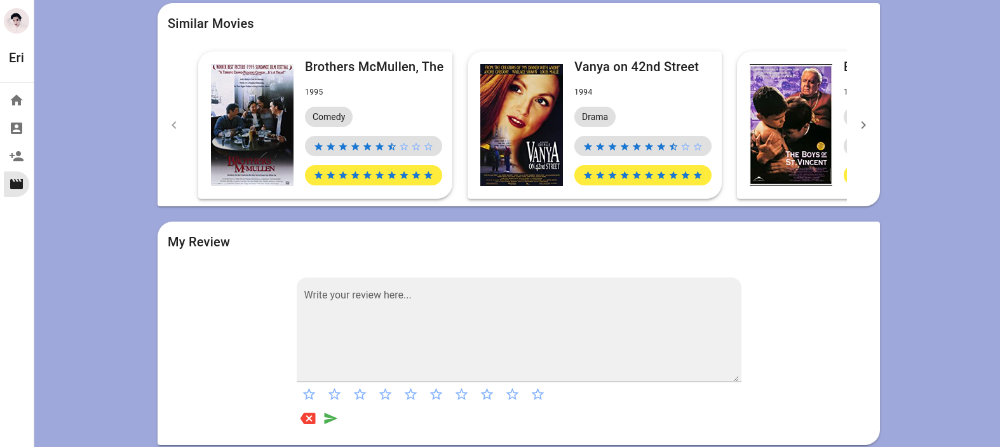 Similar Movies
Eri
WINNER BEST PICTURE-1995 SUNDANCE FILM FESTIVAL
"A TERRIFIC CROWD PLEASING COMEDY...IT'S A TREAT!"
THE
BROTHERS
MCMULLEN
Brothers McMullen, The
1995
Comedy
FROM THE CREATORS OF "MY DINNER WITH ANDRE"
ANDRE GREGORY WALLACE SHAWN LOUIS MALLE
VANYA
ON 42nd STREET
Vanya on 42nd Street
1994
Drama
THE BOYS OF
ST. VINCENT
My Review
Write your review here...